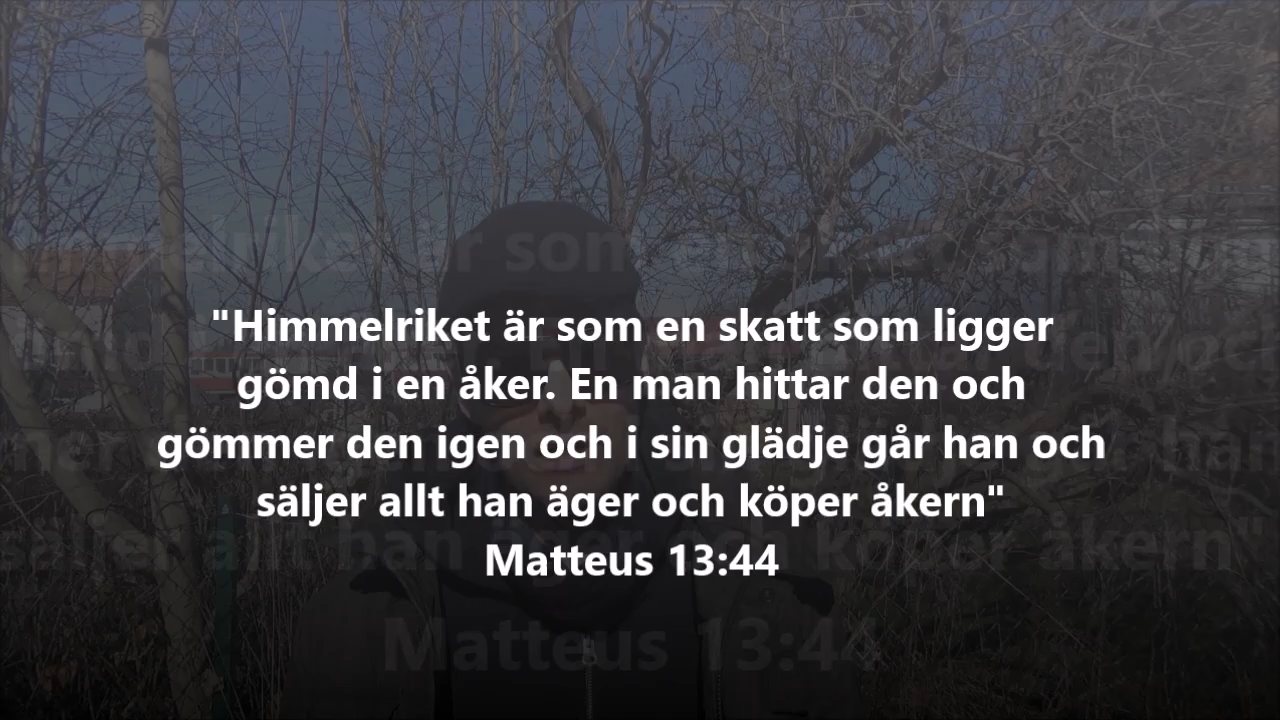 "Himmelriket är som en skatt som ligger
gömd i en åker. En man hittar den och
gömmer den igen och i sin glädje går han och
säljer allt han äger och köper åkern"
Matteus 13:44